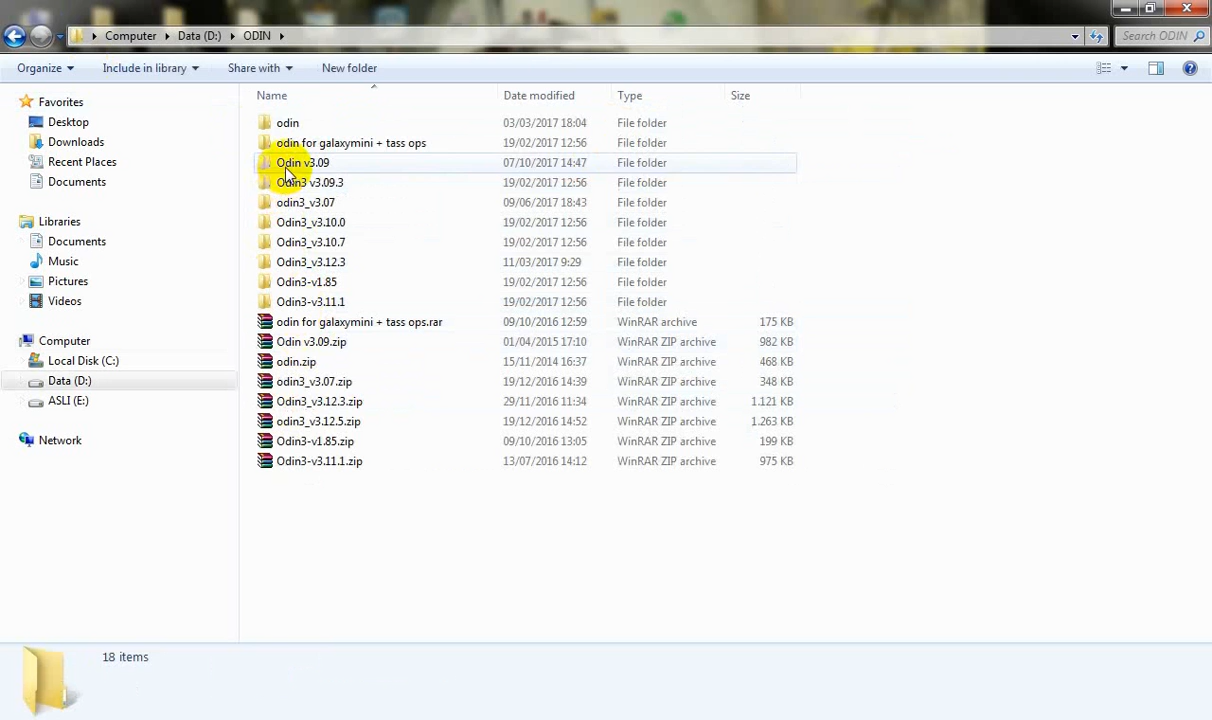 Computer Data (D:) ODIN
Search ODIN
Organize Include in library Share with New folder
Favorites
Desktop
Downloads
Recent Places
Documents
Libraries
Documents
Music
Pictures
Videos
Computer
Local Disk (C:)
Data (D:)
ASLI (E:)
Network
Name Date modified Type Size
odin 03/03/2017 18:04 File folder
odin for galaxymini + tass ops 19/02/2017 12:56 File folder
Odin v3.09 07/10/2017 14:47 File folder
Odin3 v3.09.3 19/02/2017 12:56 File folder
odin3_v3.07 09/06/2017 18:43 File folder
Odin3_v3.10.0 19/02/2017 12:56 File folder
Odin3_v3.10.7 19/02/2017 12:56 File folder
Odin3_v3.12.3 11/03/2017 9:29 File folder
Odin3-v1.85 19/02/2017 12:56 File folder
Odin3-v3.11.1 19/02/2017 12:56 File folder
odin for galaxymini + tass ops.rar 09/10/2016 12:59 WinRAR archive 175 KB
Odin v3.09.zip 01/04/2015 17:10 WinRAR ZIP archive 982 KB
odin.zip 15/11/2014 16:37 WinRAR ZIP archive 468 KB
odin3_v3.07.zip 19/12/2016 14:39 WinRAR ZIP archive 348 KB
Odin3_v3.12.3.zip 29/11/2016 11:34 WinRAR ZIP archive 1.121 KB
odin3_v3.12.5.zip 19/12/2016 14:52 WinRAR ZIP archive 1.263 KB
Odin3-v1.85.zip 09/10/2016 13:05 WinRAR ZIP archive 199 KB
Odin3-v3.11.1.zip 13/07/2016 14:12 WinRAR ZIP archive 975 KB
18 items